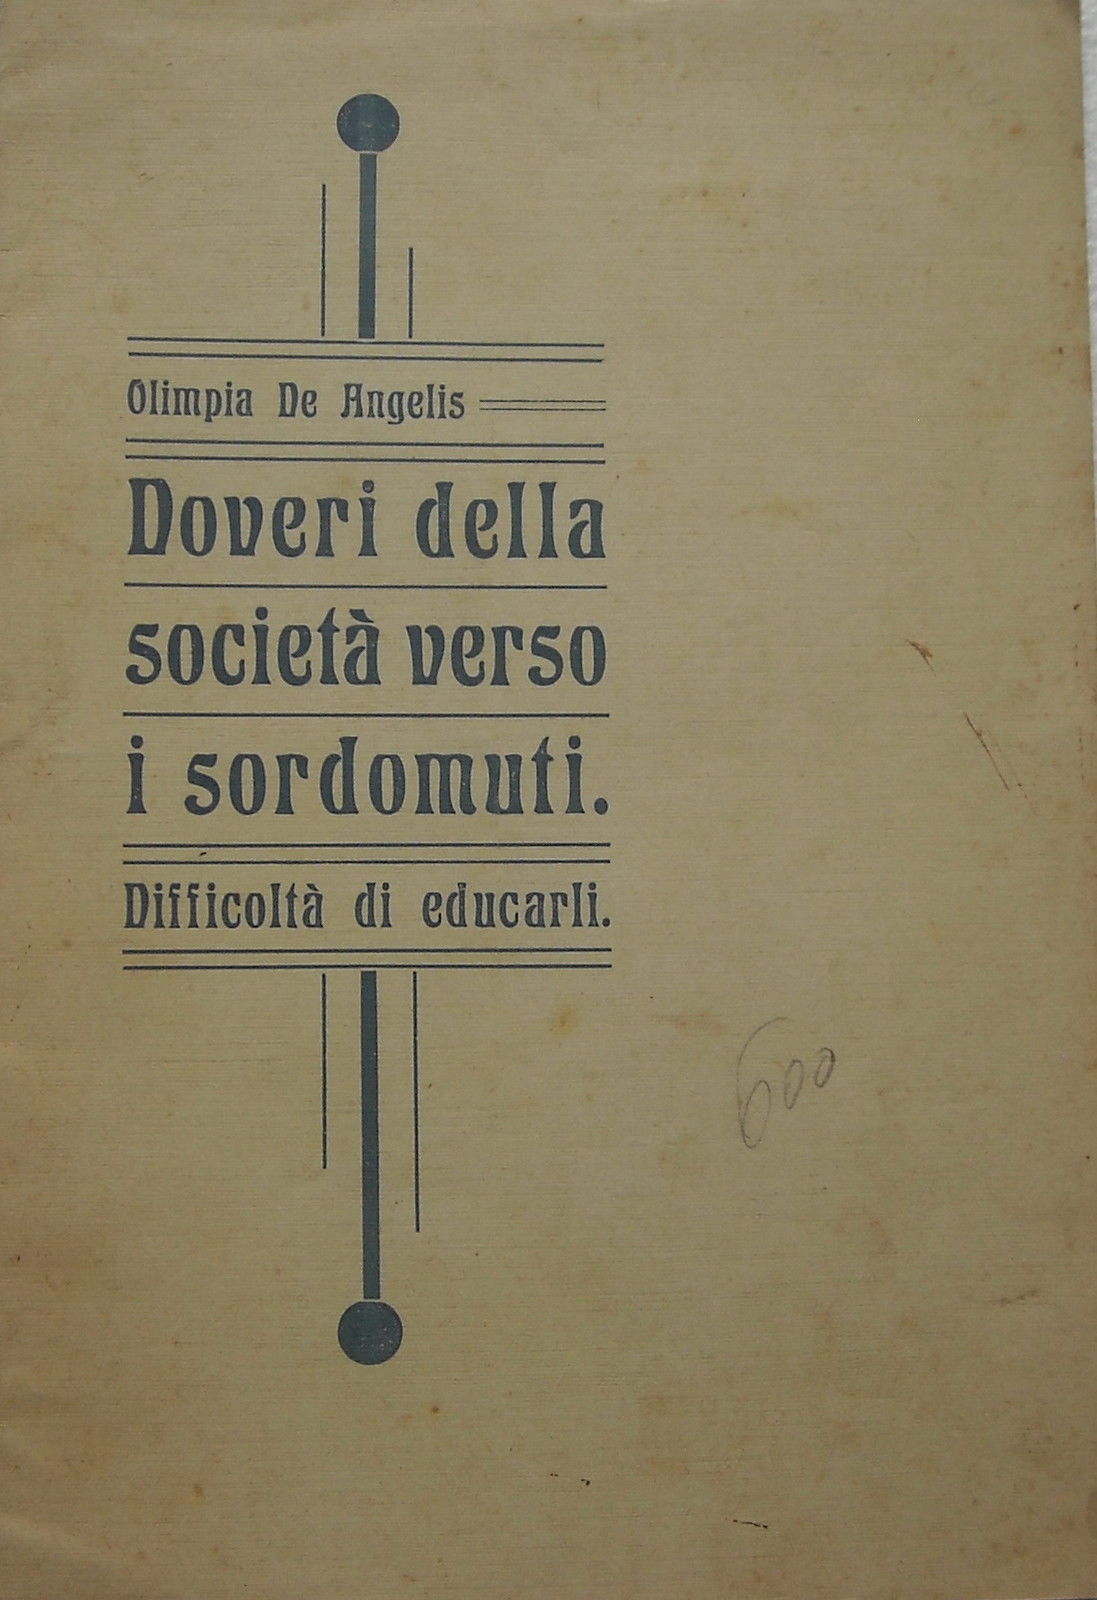 Olimpia De Angelis
Doveri della
società verso
i sordomuti.
Difficoltà di educarli.
600